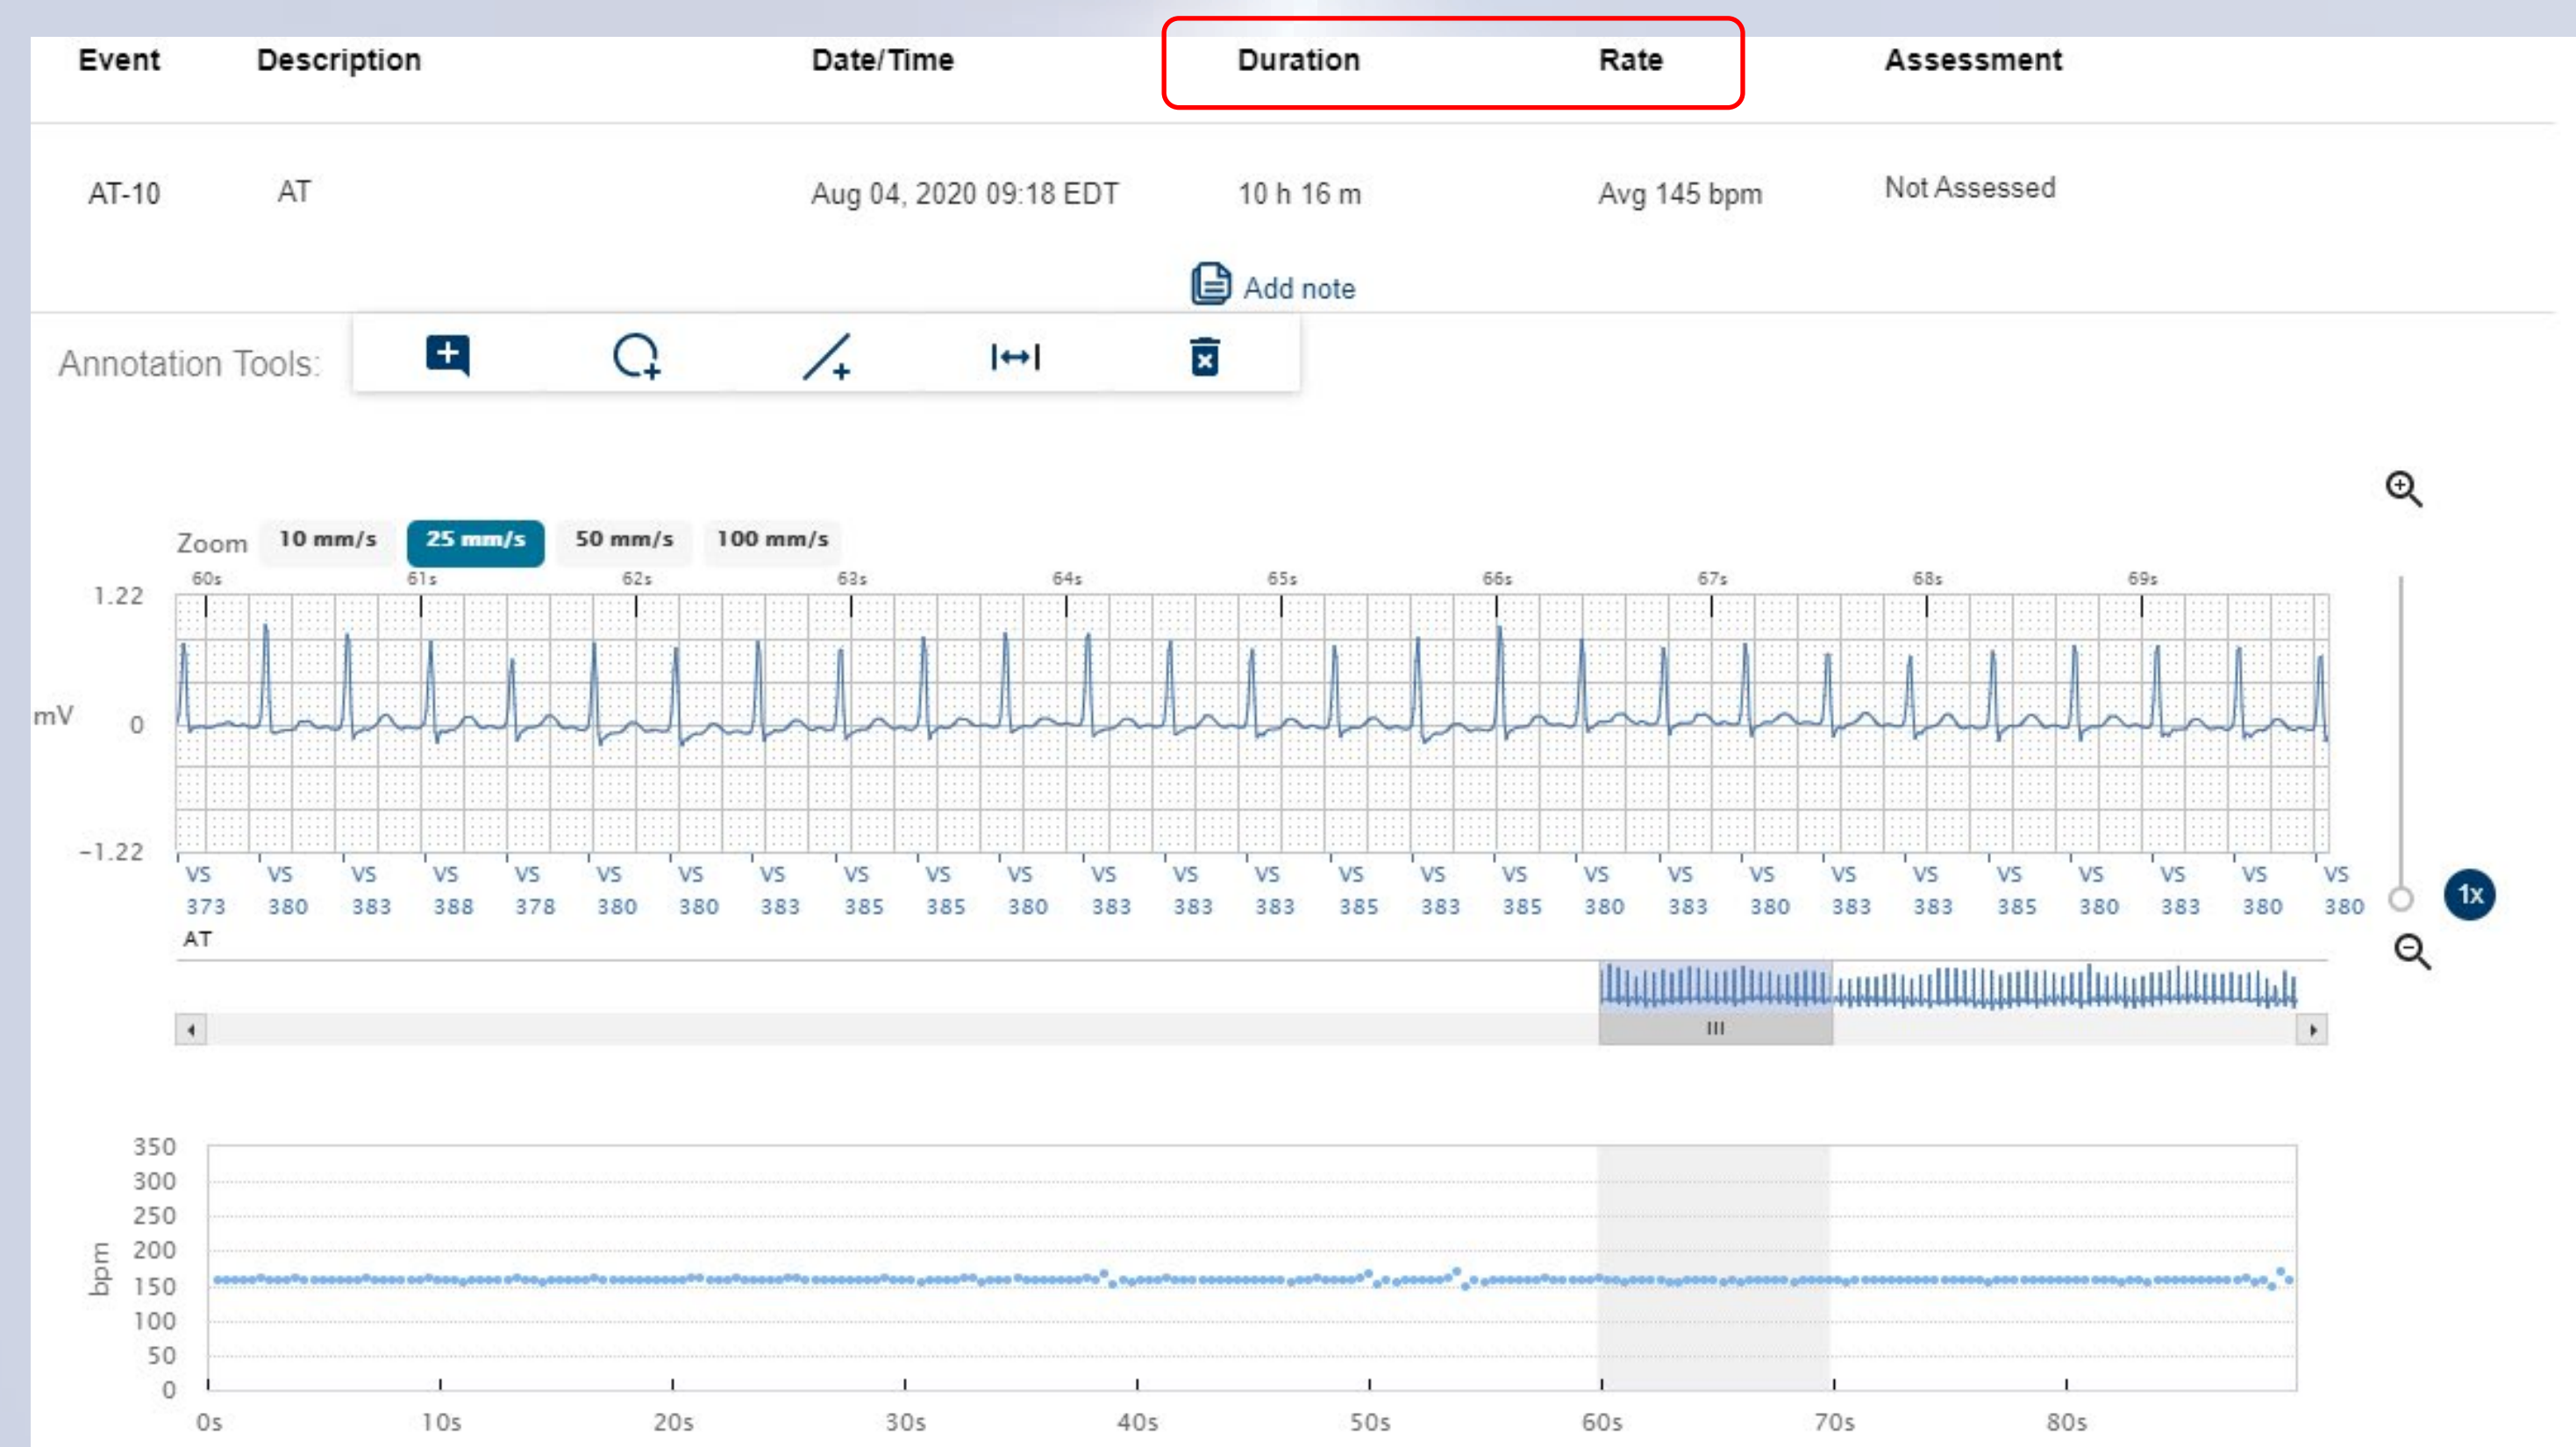 Event Description Date/Time Duration Rate Assessment
AT-10 AT Aug 04, 2020 09:18 EDT 10 h 16 m Avg 145 bpm Not Assessed
Add note
Annotation Tools:
Zoom 10 mm/s 25 mm/s 50 mm/s 100 mm/s
60s 61s 62s 63s 64s 65s 66s 67s 68s 69s
1.22
mV 0
-1.22
VS VS VS VS VS VS VS VS VS VS VS VS VS VS VS VS VS VS VS VS VS VS VS VS VS VS VS
373 380 383 388 378 380 380 383 385 385 380 383 383 383 385 383 385 380 383 380 383 383 385 380 383 380 380
1x
AT
350
300
250
200
bpm
150
100
50
0
0s 10s 20s 30s 40s 50s 60s 70s 80s